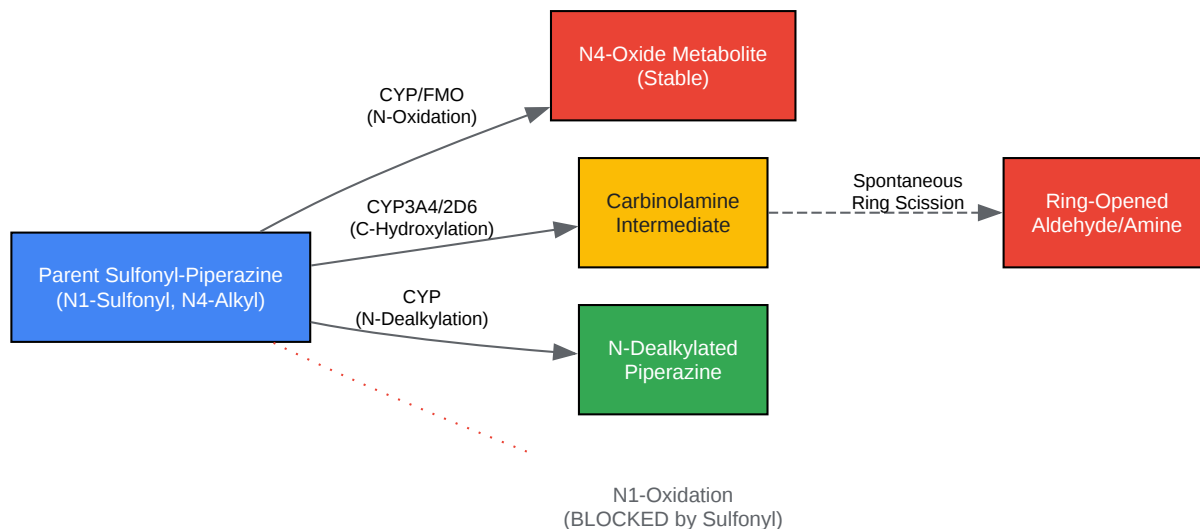 N4-Oxide Metabolite
(Stable)
CYP/FMO
(N-Oxidation)
Carbinolamine
Intermediate
Spontaneous
Ring Scission
Ring-Opened
Aldehyde/Amine
CYP3A4/2D6
(C-Hydroxylation)
Parent Sulfonyl-Piperazine
(N1-Sulfonyl, N4-Alkyl)
CYP
(N-Dealkylation)
N-Dealkylated
Piperazine
N1-Oxidation
(BLOCKED by Sulfonyl)